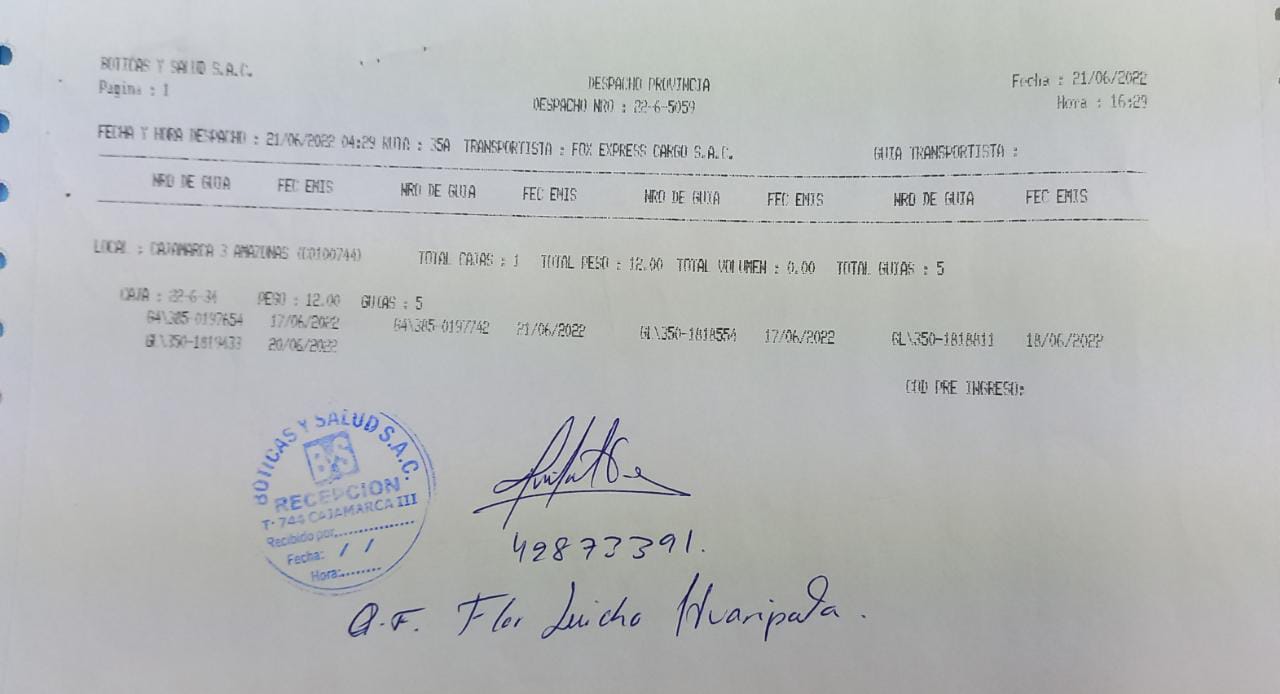 BOTICAS Y SALUD S.A.C.
Pagina : 1
DESPACHO PROVINCIA
DESPACHO NRO : 22-6-5059
Fecha : 21/06/2022
Hora : 16:29
FECHA Y HORA DESPACHO : 21/06/2022 04:29 RUTA : 35A TRANSPORTISTA : FOX EXPRESS CARGO S.A.C. GUIA TRANSPORTISTA :
NRO DE GUIA FEC EMIS NRO DE GUIA FEC EMIS NRO DE GUIA FEC EMIS NRO DE GUIA FEC EMIS
LOCAL : CAJAMARCA 3 AMAZONAS (C0100744) TOTAL CAJAS : 1 TOTAL PESO : 12.00 TOTAL VOLUMEN : 0.00 TOTAL GUIAS : 5
CAJA : 22-6-34 PESO : 12.00 GUIAS : 5
G4\385-0197654 17/06/2022 G4\385-0197742 21/06/2022 GL\350-1818554 17/06/2022 GL\350-1818811 18/06/2022
GL\350-1819433 20/06/2022
COD PRE INGRESO:
BOTICAS Y SALUD S.A.C.
BS
RECEPCION
T-744 CAJAMARCA III
Recibido por
Fecha: / /
Hora:
42873391.
Q.F. Flor Huaripata.